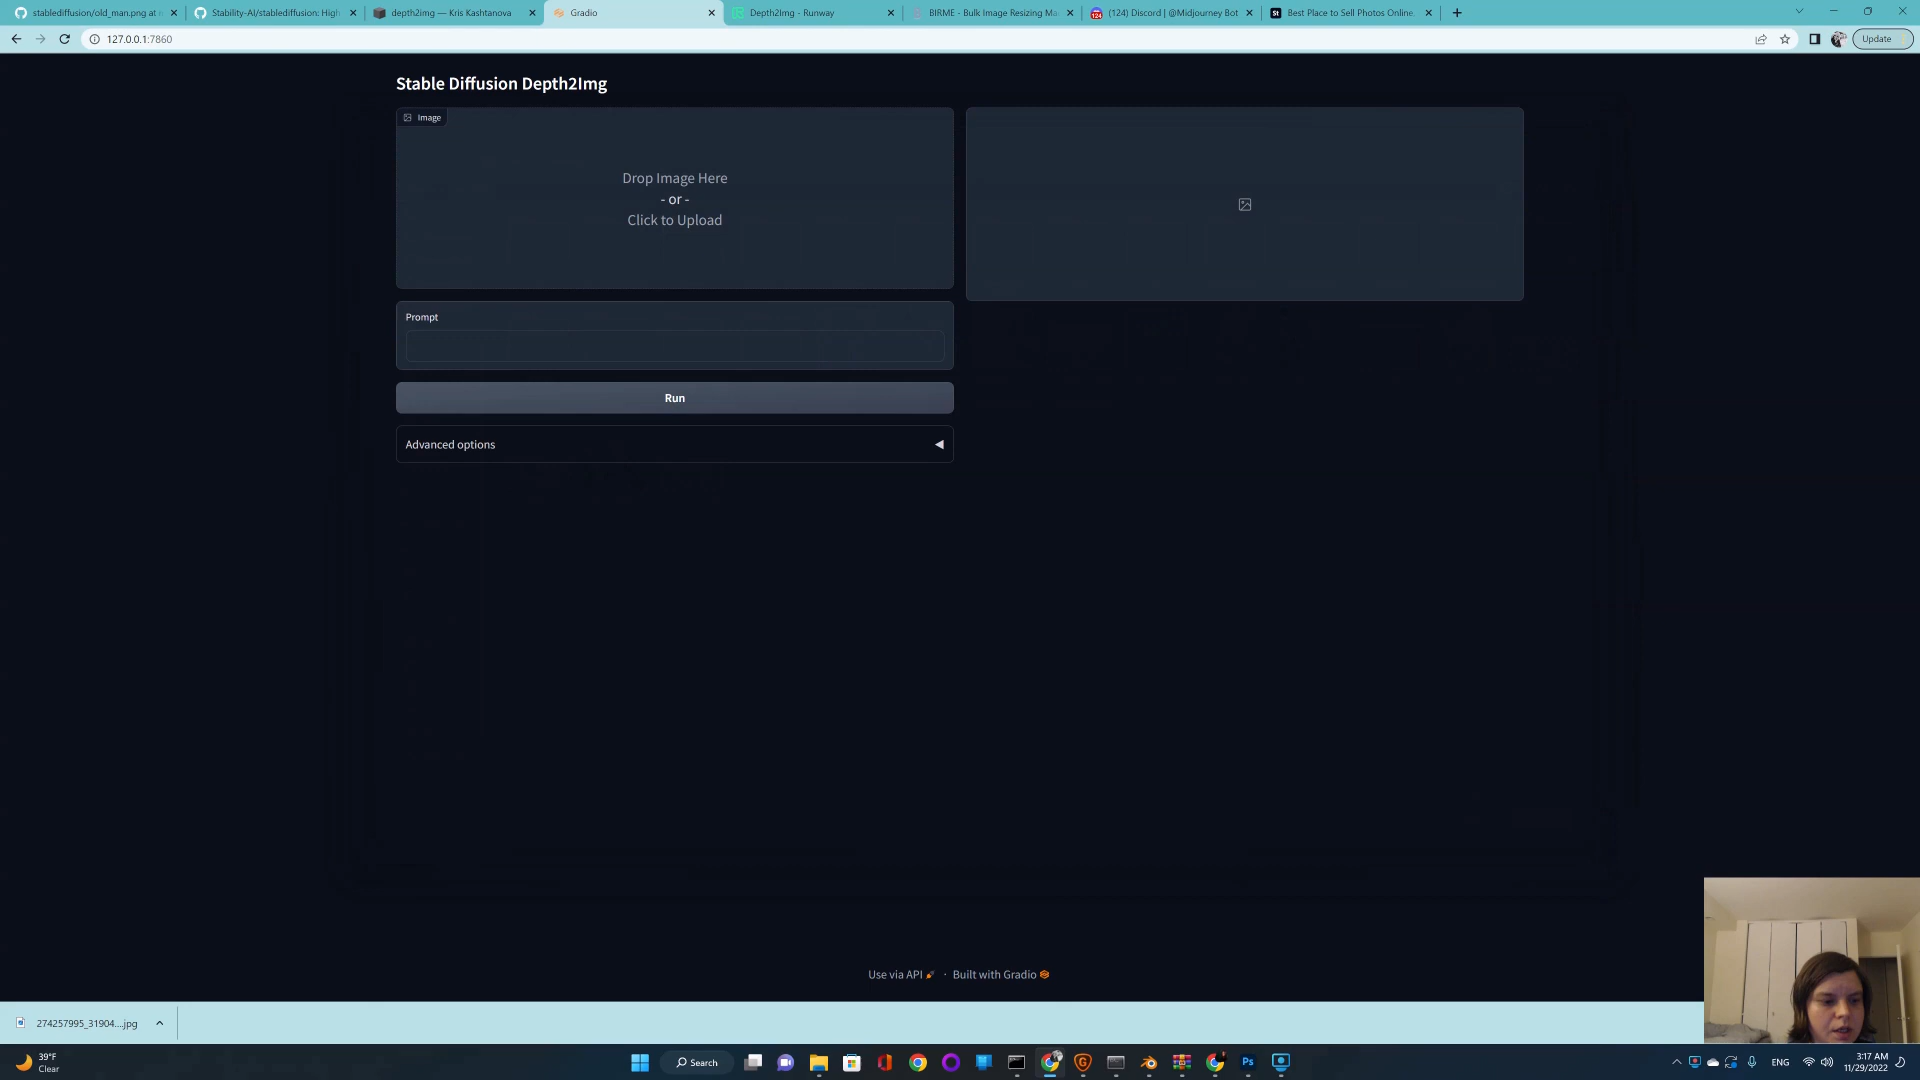 stablediffusion/old_man.png at m
Stability-AI/stablediffusion: High
depth2img — Kris Kashtanova
Gradio
Depth2Img - Runway
BIRME - Bulk Image Resizing Ma
(124) Discord | @Midjourney Bot
Best Place to Sell Photos Online
127.0.0.1:7860
Update
Stable Diffusion Depth2Img
Image
Drop Image Here
- or -
Click to Upload
Prompt
Run
Advanced options
Use via API · Built with Gradio
274257995_31904....jpg
39°F
Clear
Search
ENG
3:17 AM
11/29/2022